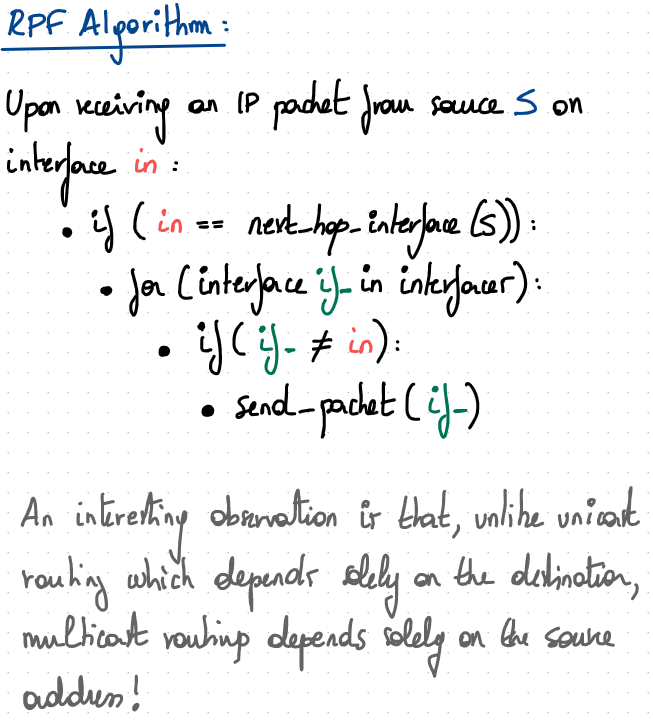 RPF Algorithm:
Upon receiving an IP packet from source S on
interface in:
• if (in == next_hop_interface(S)):
• for (interface if_ in interfaces):
• if (if_ ≠ in):
• send_packet(if_)
An interesting observation is that, unlike unicast
routing which depends solely on the destination,
multicast routing depends solely on the source
address!